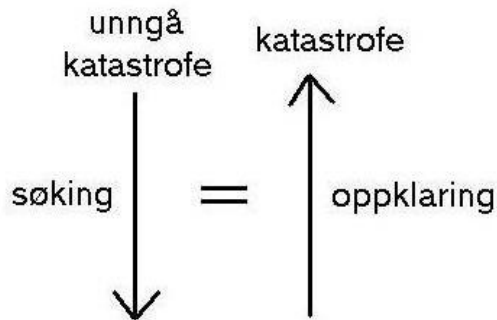 unngå
katastrofe
katastrofe
søking
=
oppklaring